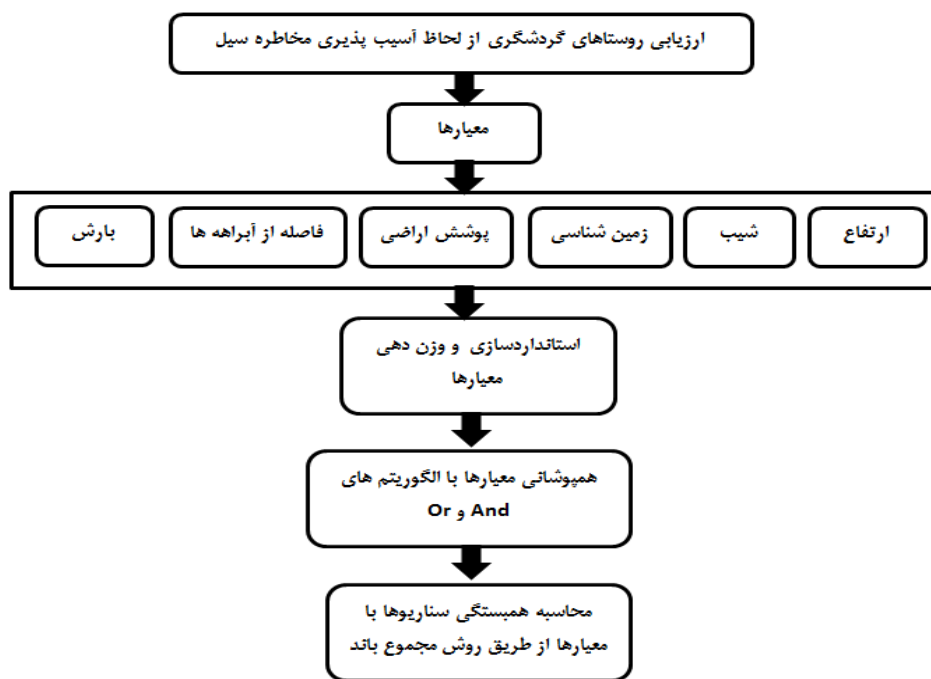 ارزیابی روستاهای گردشگری از لحاظ آسیب پذیری مخاطره سیل
معیارها
ارتفاع
شیب
زمین شناسی
پوشش اراضی
فاصله از آبراهه ها
بارش
استانداردسازی و وزن دهی
معیارها
همپوشانی معیارها با الگوریتم های
And و Or
محاسبه همبستگی سناریوها با
معیارها از طریق روش مجموع باند